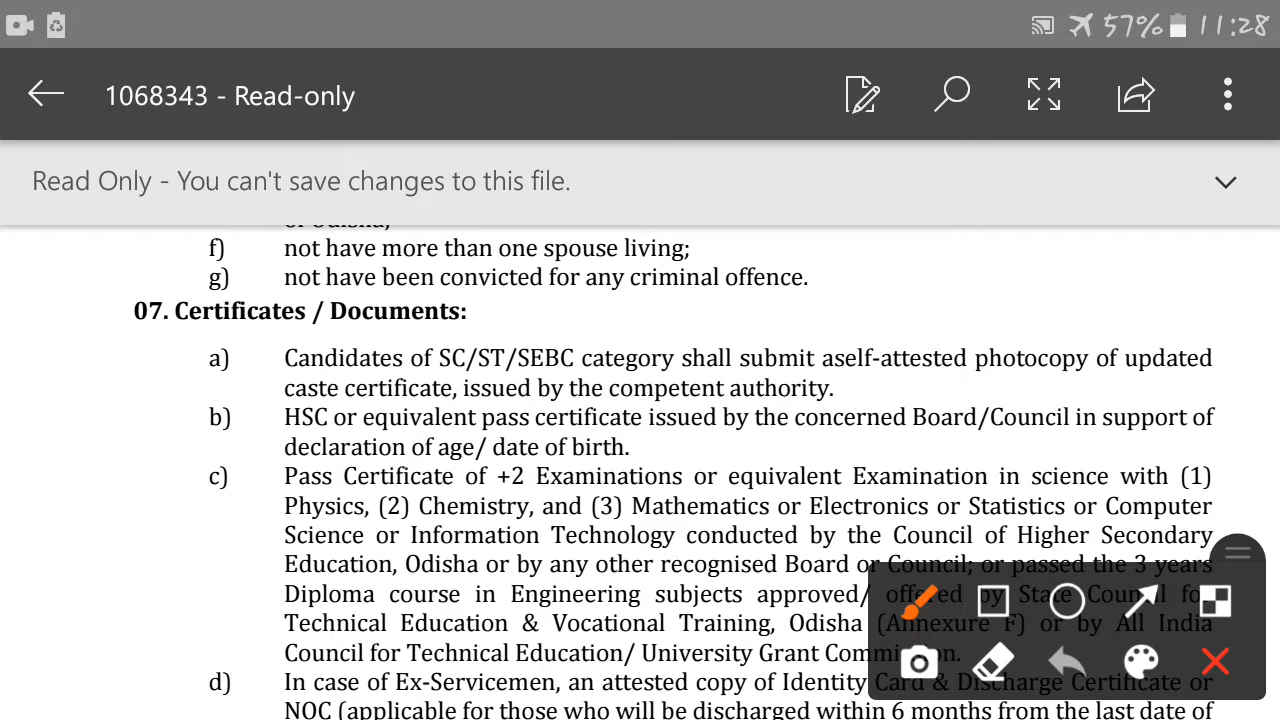 57% 11:28
1068343 - Read-only
Read Only - You can't save changes to this file.
or Odisha;
f) not have more than one spouse living;
g) not have been convicted for any criminal offence.
07. Certificates / Documents:
a) Candidates of SC/ST/SEBC category shall submit aself-attested photocopy of updated
caste certificate, issued by the competent authority.
b) HSC or equivalent pass certificate issued by the concerned Board/Council in support of
declaration of age/ date of birth.
c) Pass Certificate of +2 Examinations or equivalent Examination in science with (1)
Physics, (2) Chemistry, and (3) Mathematics or Electronics or Statistics or Computer
Science or Information Technology conducted by the Council of Higher Secondary
Education, Odisha or by any other recognised Board or Council; or passed the 3 years
Diploma course in Engineering subjects approved/ offered by State Council for
Technical Education & Vocational Training, Odisha (Annexure F) or by All India
Council for Technical Education/ University Grant Commission.
d) In case of Ex-Servicemen, an attested copy of Identity Card & Discharge Certificate or
NOC (applicable for those who will be discharged within 6 months from the last date of